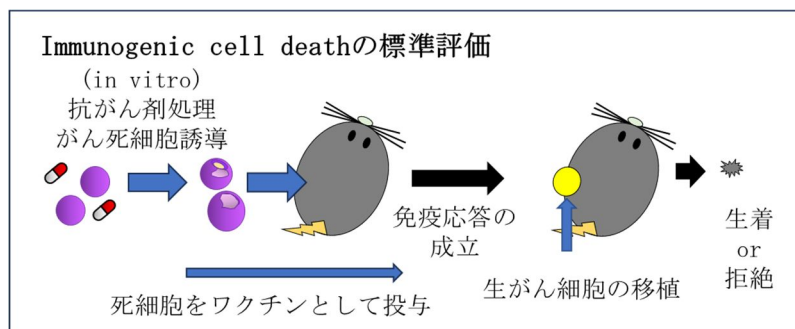 Immunogenic cell deathの標準評価
(in vitro)
抗がん剤処理
がん死細胞誘導
免疫応答の
成立
生着
or
拒絶
死細胞をワクチンとして投与
生がん細胞の移植